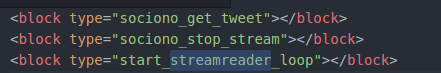 <block type="sociono_get_tweet"></block>
<block type="sociono_stop_stream"></block>
<block type="start_streamreader_loop"></block>